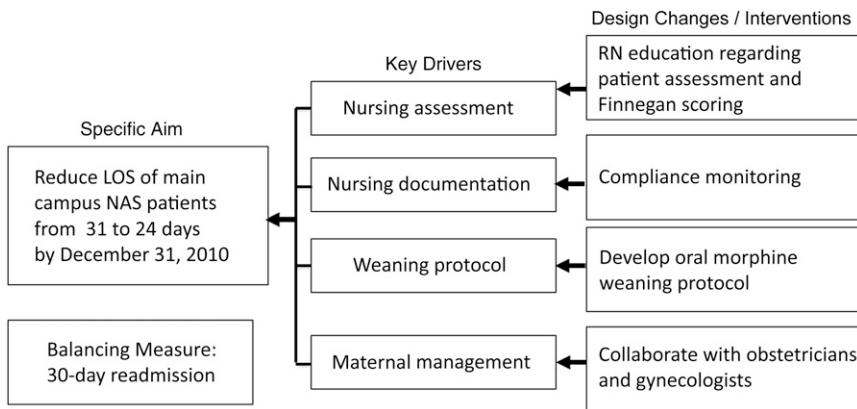 Specific Aim
Reduce LOS of main
campus NAS patients
from 31 to 24 days
by December 31, 2010
Balancing Measure:
30-day readmission
Key Drivers
Nursing assessment
Nursing documentation
Weaning protocol
Maternal management
Design Changes / Interventions
RN education regarding
patient assessment and
Finnegan scoring
Compliance monitoring
Develop oral morphine
weaning protocol
Collaborate with obstetricians
and gynecologists